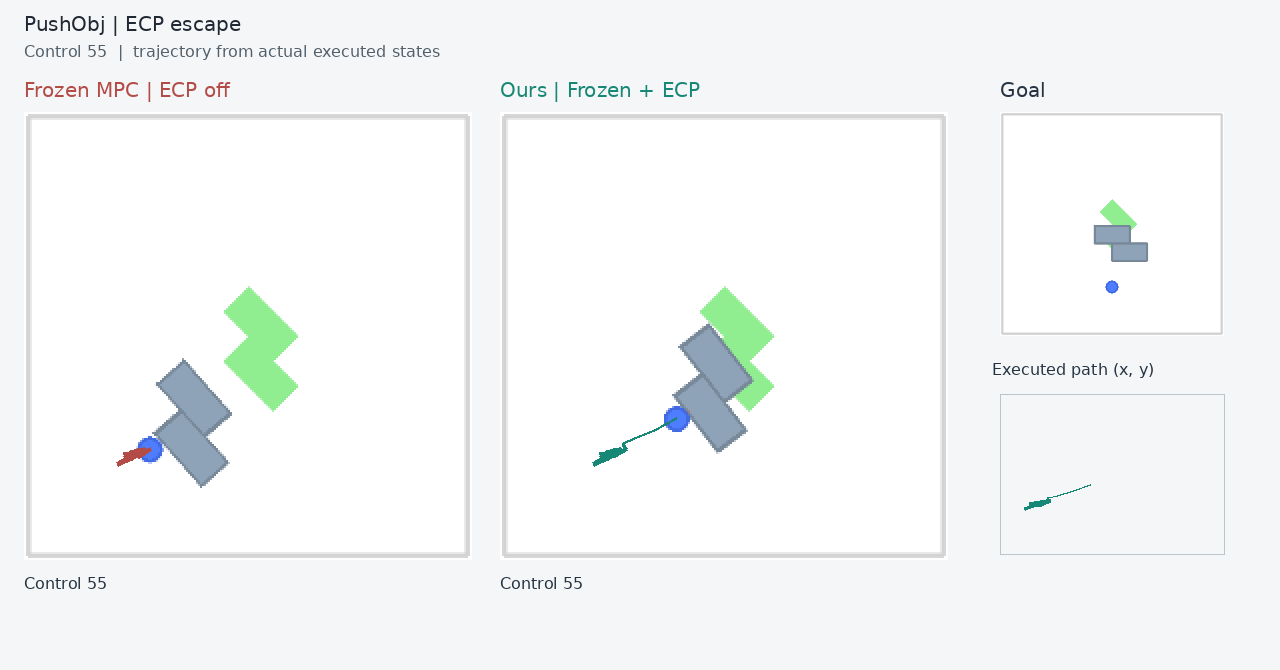 PushObj | ECP escape
Control 55  |  trajectory from actual executed states
Frozen MPC | ECP off
Ours | Frozen + ECP
Goal
Executed path (x, y)
Control 55
Control 55